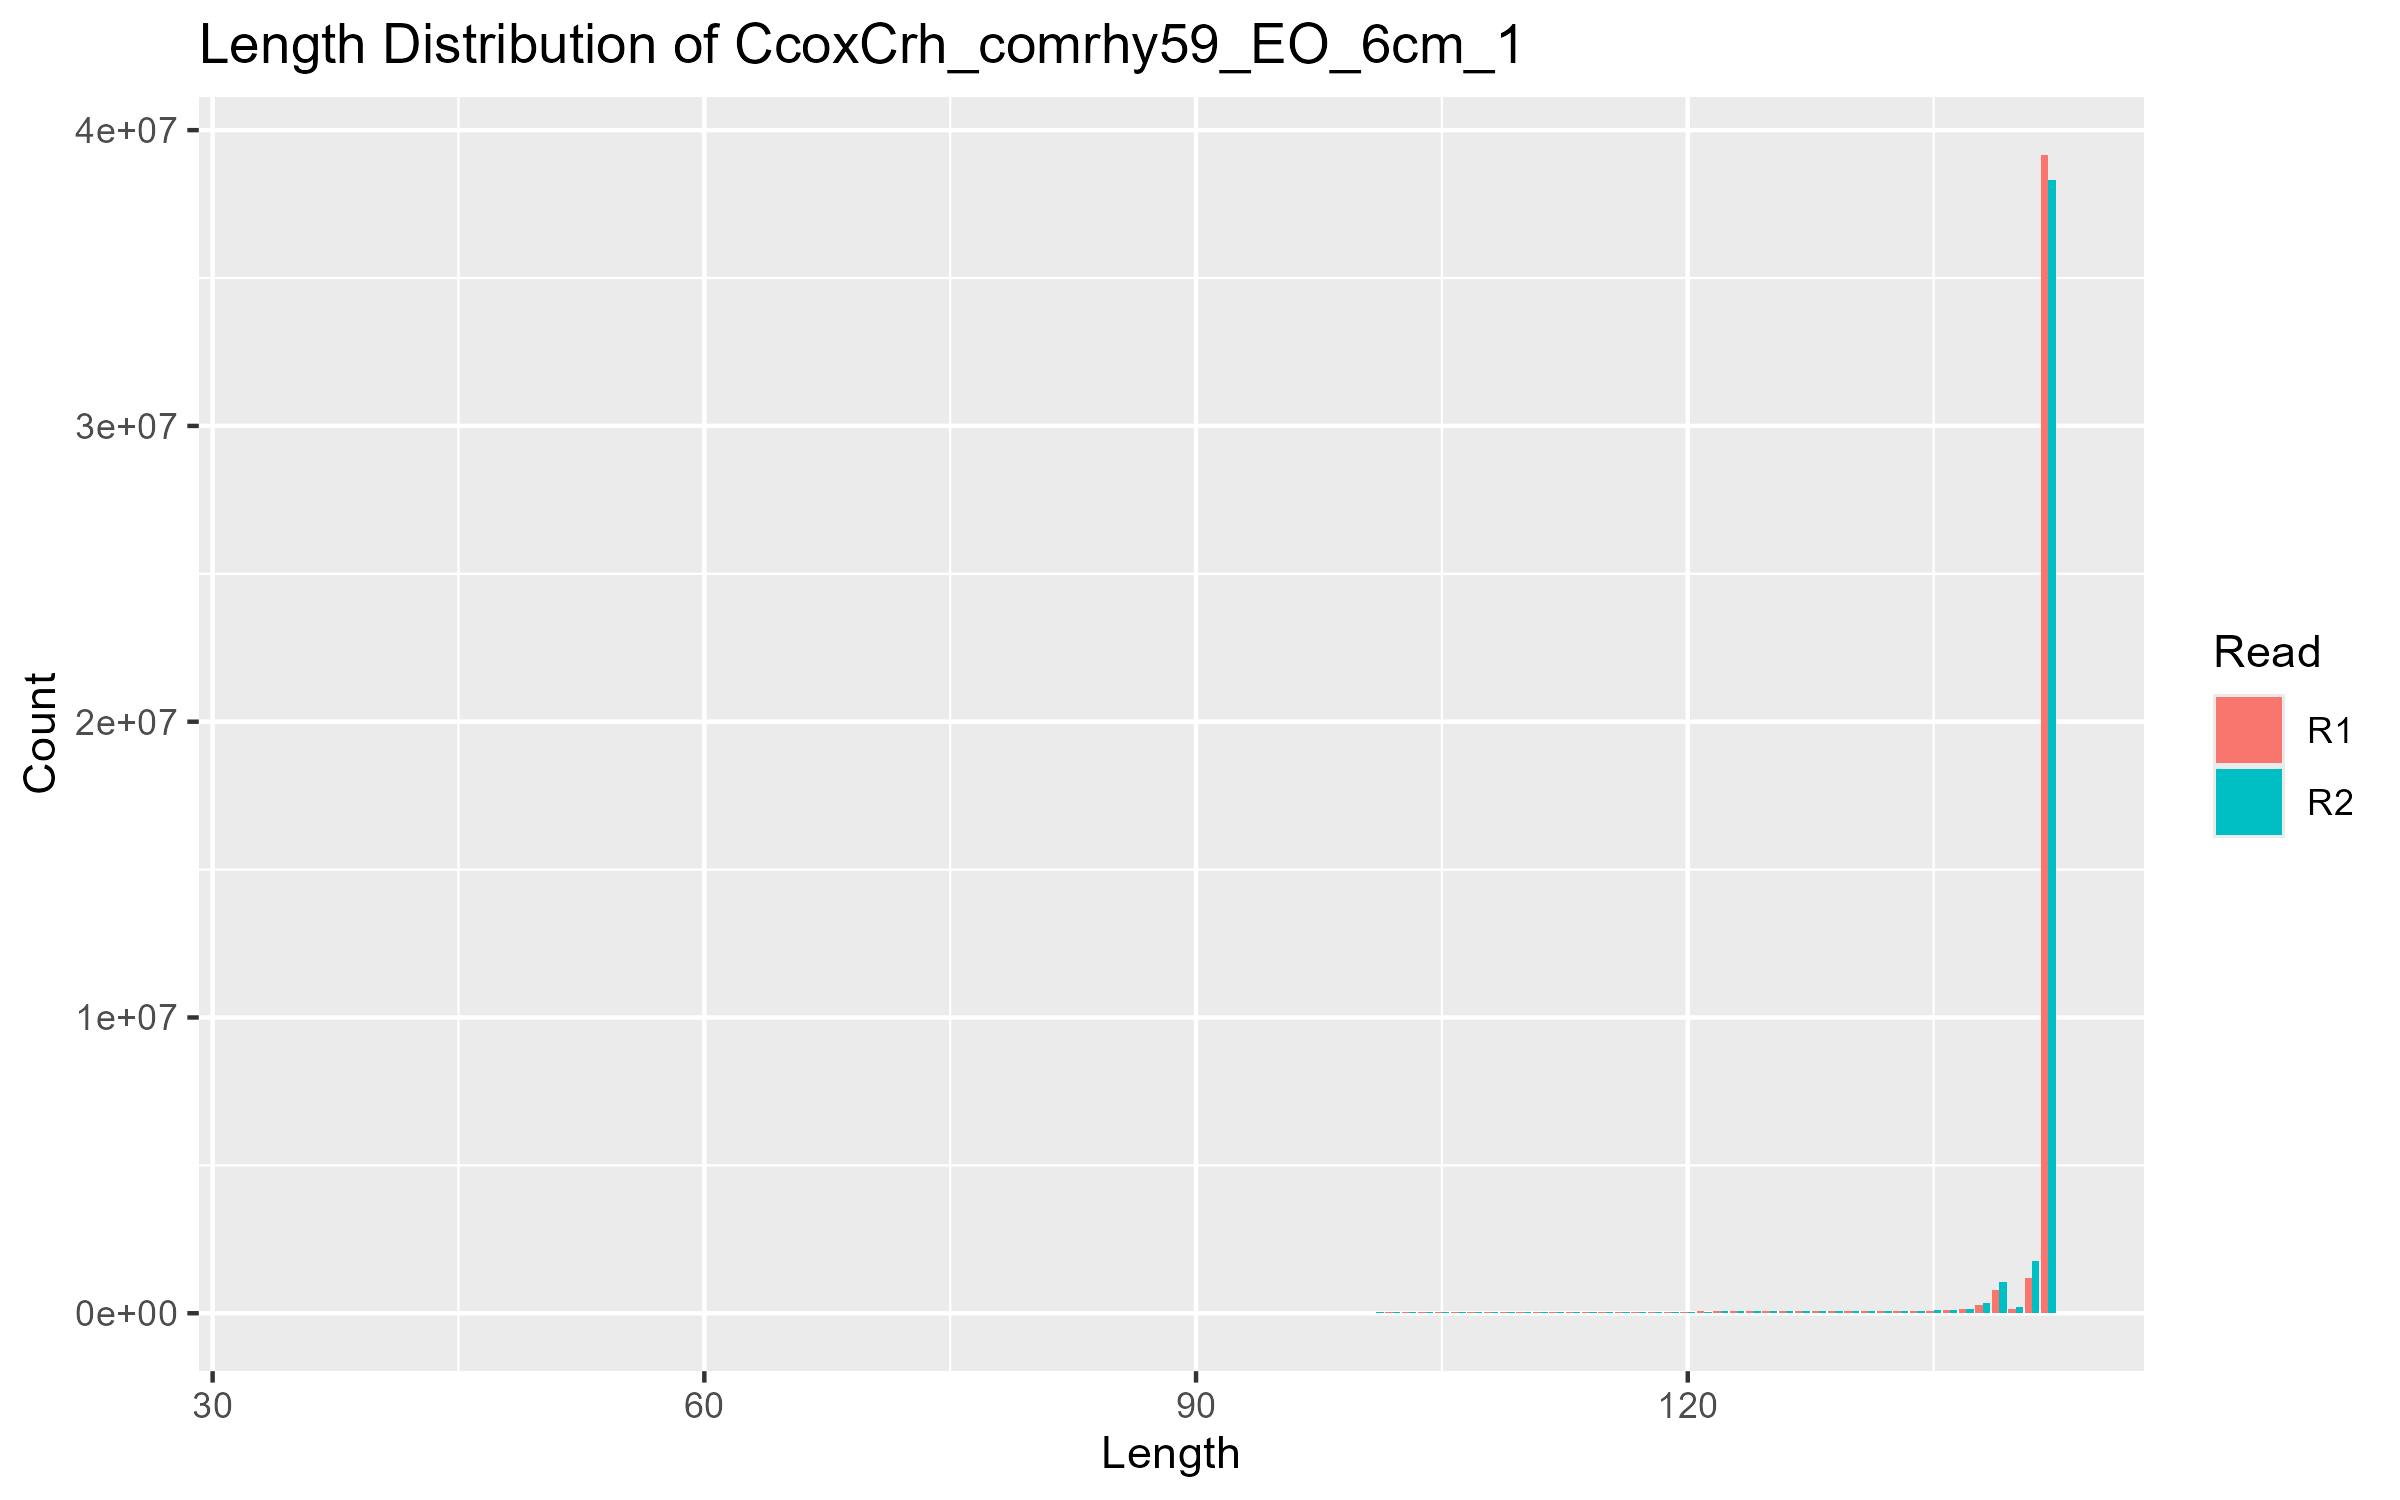 Length Distribution of CcoxCrh_comrhy59_EO_6cm_1
4e+07
3e+07
2e+07
1e+07
0e+00
Count
30 60 90 120
Length
Read
R1
R2